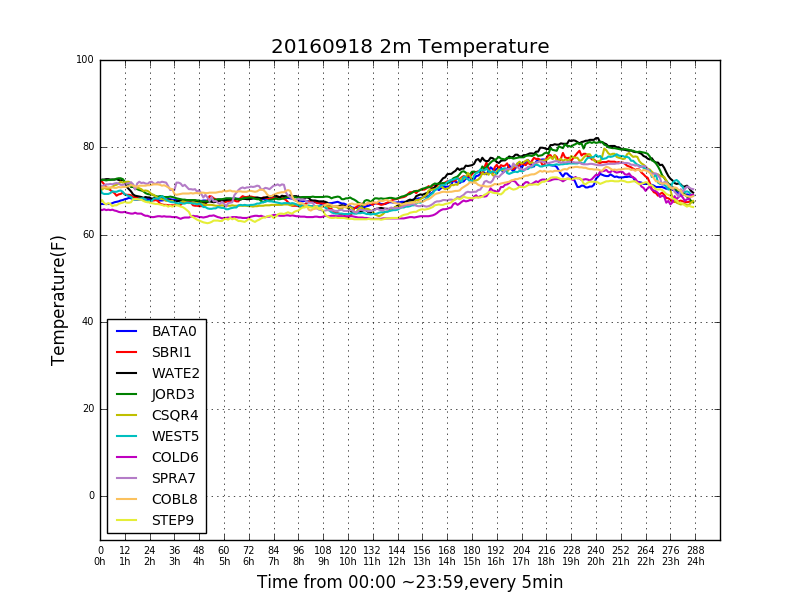 20160918 2m Temperature
100
80
60
40
20
0
Temperature(F)
BATA0
SBRI1
WATE2
JORD3
CSQR4
WEST5
COLD6
SPRA7
COBL8
STEP9
0 12 24 36 48 60 72 84 96 108 120 132 144 156 168 180 192 204 216 228 240 252 264 276 288
0h 1h 2h 3h 4h 5h 6h 7h 8h 9h 10h 11h 12h 13h 14h 15h 16h 17h 18h 19h 20h 21h 22h 23h 24h
Time from 00:00 ~23:59,every 5min